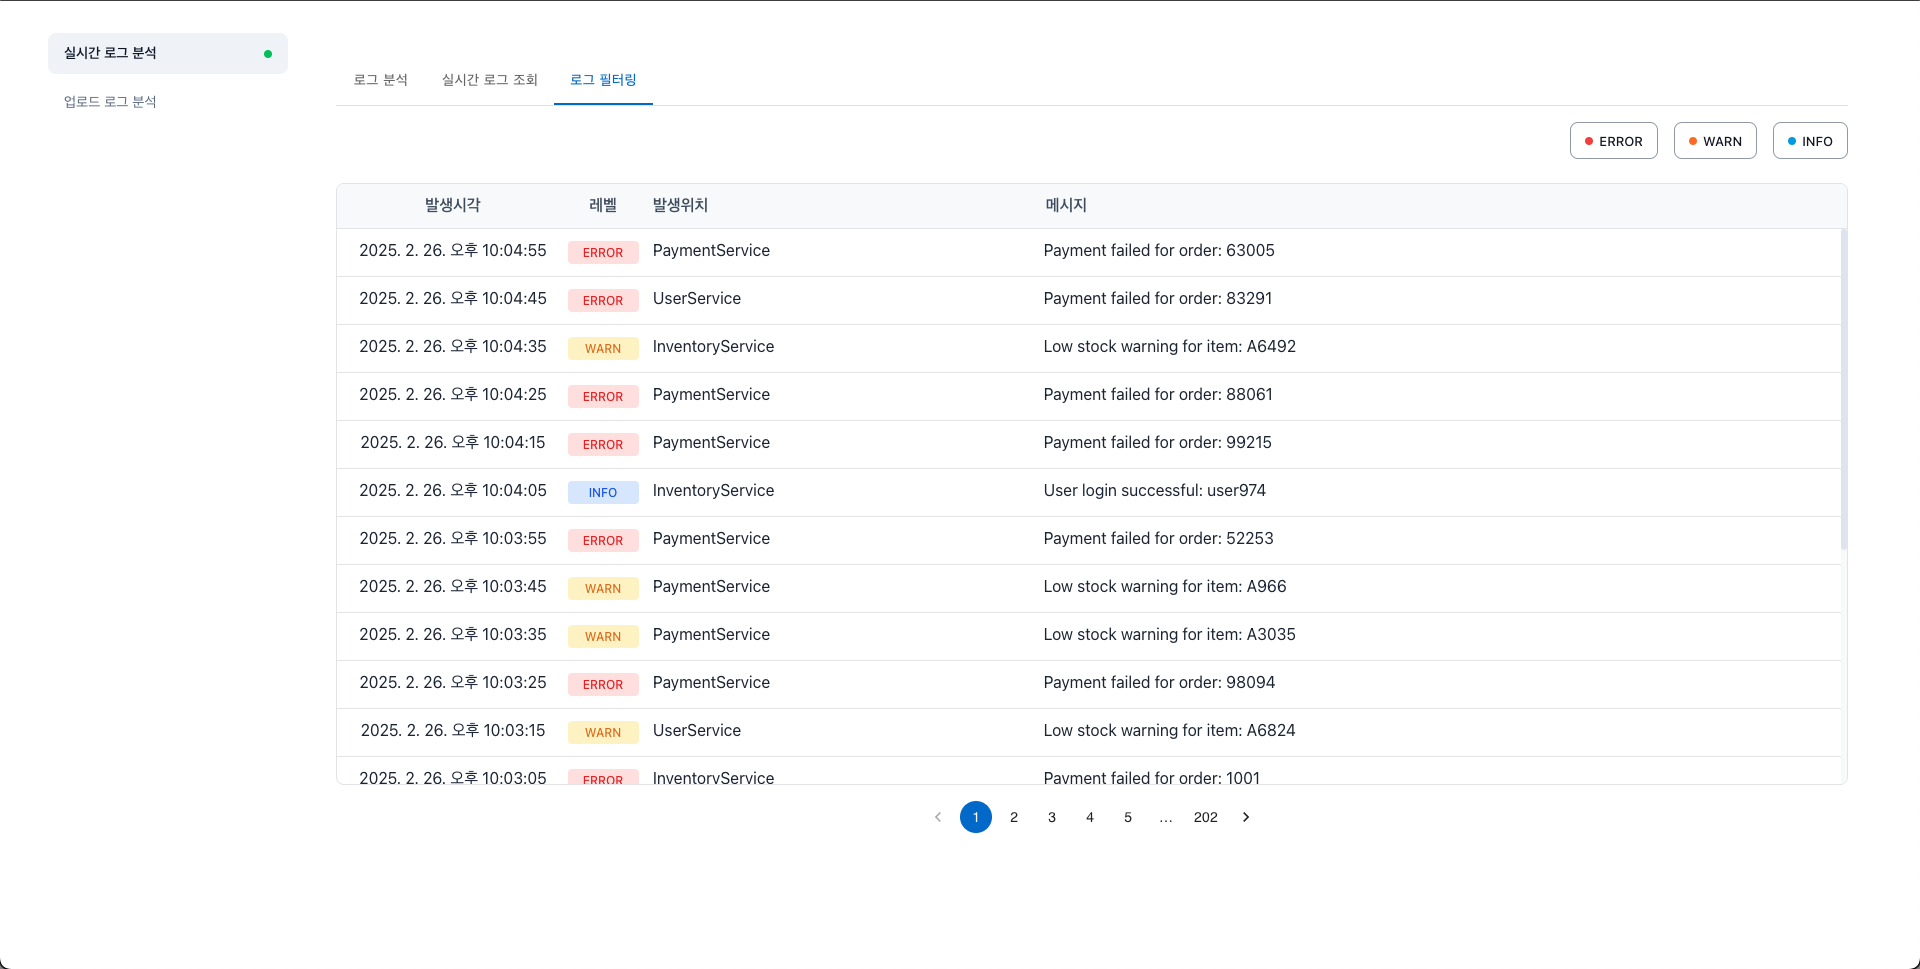 실시간 로그 분석
업로드 로그 분석
로그 분석 실시간 로그 조회 로그 필터링
ERROR WARN INFO
발생시각 레벨 발생위치 메시지
2025. 2. 26. 오후 10:04:55 ERROR PaymentService Payment failed for order: 63005
2025. 2. 26. 오후 10:04:45 ERROR UserService Payment failed for order: 83291
2025. 2. 26. 오후 10:04:35 WARN InventoryService Low stock warning for item: A6492
2025. 2. 26. 오후 10:04:25 ERROR PaymentService Payment failed for order: 88061
2025. 2. 26. 오후 10:04:15 ERROR PaymentService Payment failed for order: 99215
2025. 2. 26. 오후 10:04:05 INFO InventoryService User login successful: user974
2025. 2. 26. 오후 10:03:55 ERROR PaymentService Payment failed for order: 52253
2025. 2. 26. 오후 10:03:45 WARN PaymentService Low stock warning for item: A966
2025. 2. 26. 오후 10:03:35 WARN PaymentService Low stock warning for item: A3035
2025. 2. 26. 오후 10:03:25 ERROR PaymentService Payment failed for order: 98094
2025. 2. 26. 오후 10:03:15 WARN UserService Low stock warning for item: A6824
2025. 2. 26. 오후 10:03:05 ERROR InventoryService Payment failed for order: 1001
1 2 3 4 5 ... 202